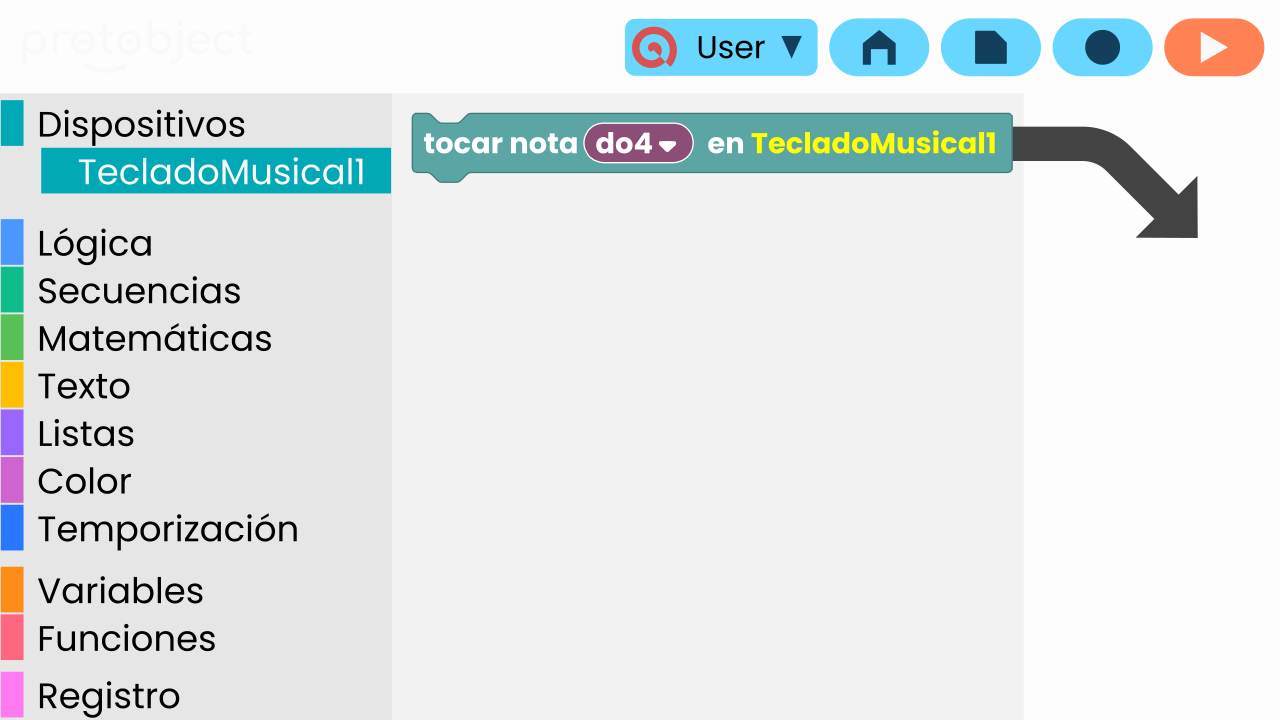 protobject
User
Dispositivos
TecladoMusical1
tocar nota do4 en TecladoMusical1
Lógica
Secuencias
Matemáticas
Texto
Listas
Color
Temporización
Variables
Funciones
Registro